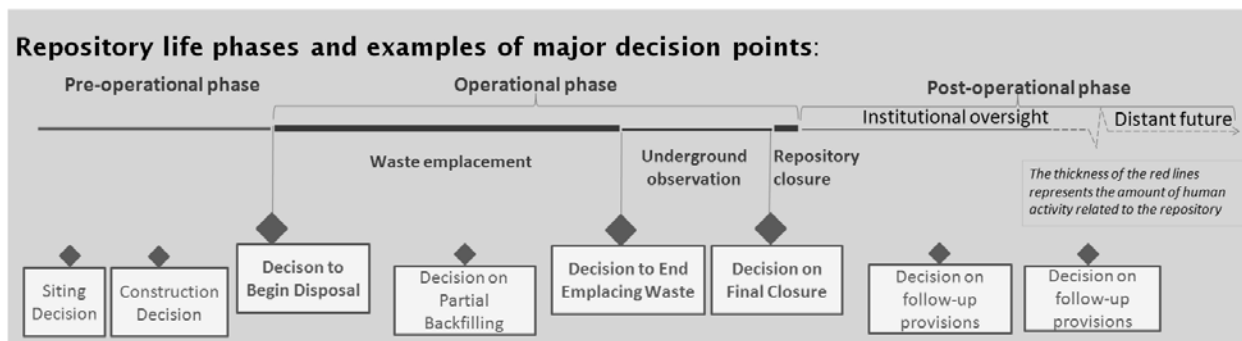 Repository life phases and examples of major decision points:
Pre-operational phase
Operational phase
Post-operational phase
Institutional oversight
Distant future
Waste emplacement
Underground
observation
Repository
closure
The thickness of the red lines
represents the amount of human
activity related to the repository
Siting
Decision
Construction
Decision
Decison to
Begin Disposal
Decision on
Partial
Backfilling
Decision to End
Emplacing Waste
Decision on
Final Closure
Decision on
follow-up
provisions
Decision on
follow-up
provisions